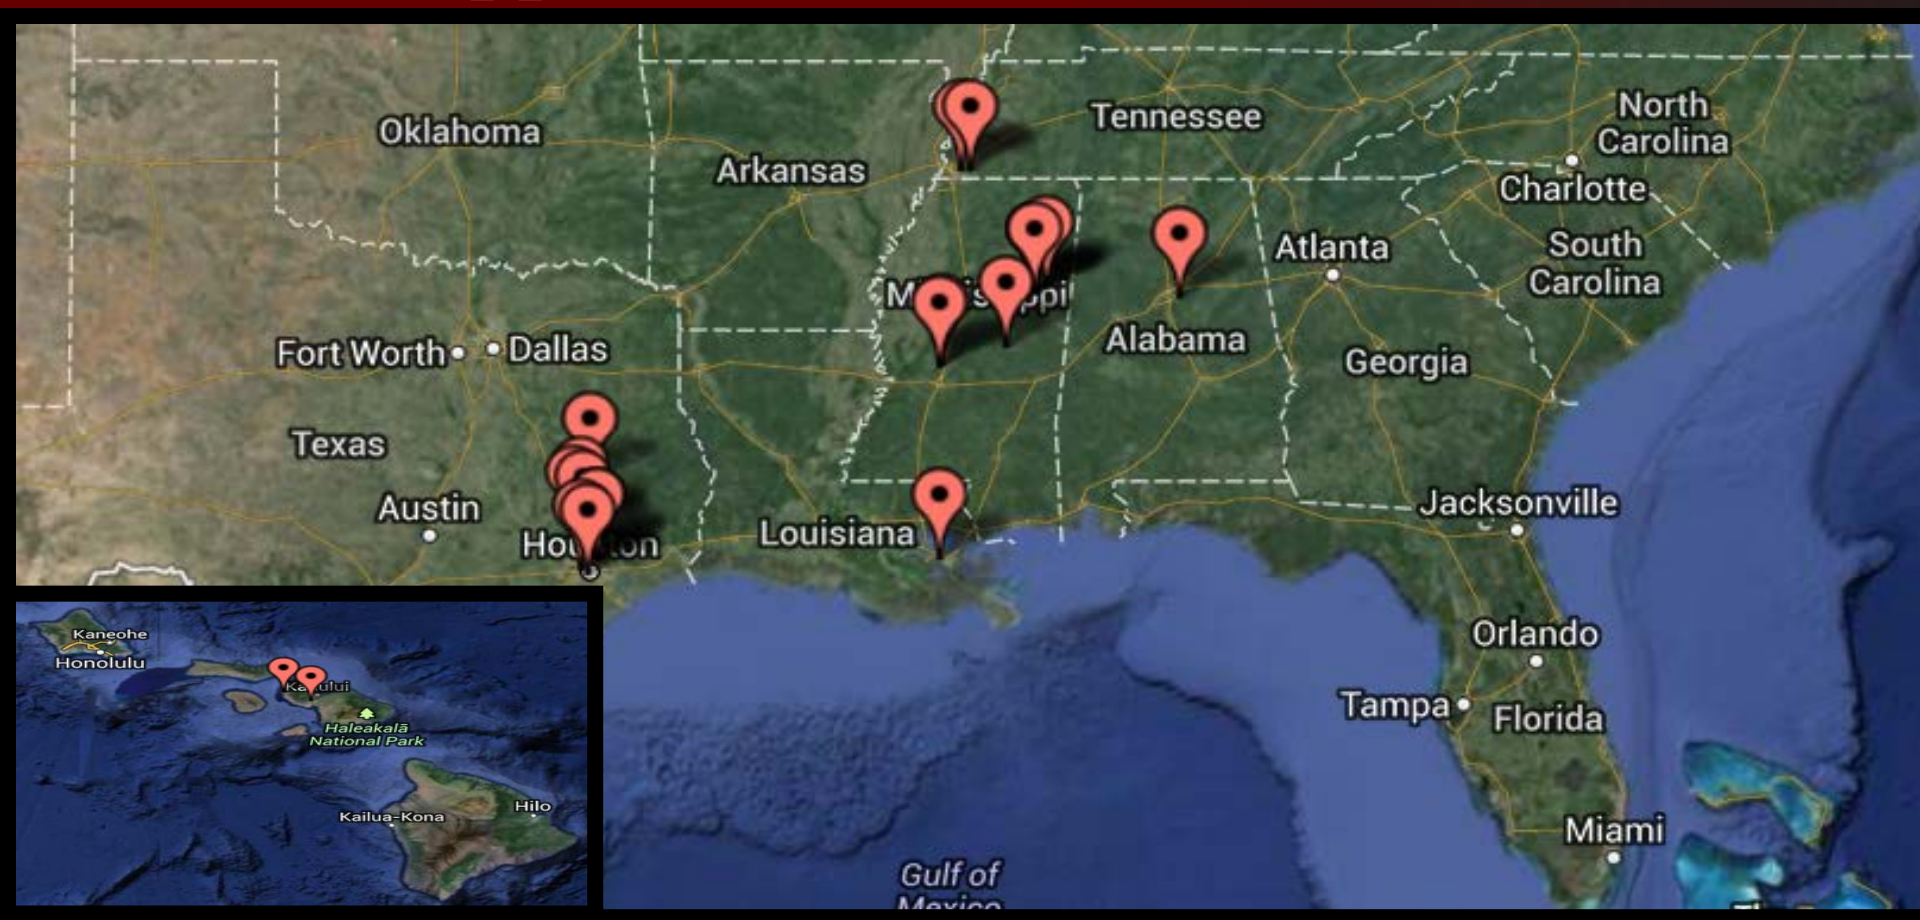 Oklahoma
Arkansas
Tennessee
North
Carolina
Charlotte
Atlanta
South
Carolina
Fort Worth
Dallas
Alabama
Georgia
Texas
Austin
Louisiana
Jacksonville
Orlando
Tampa
Florida
Miami
Gulf of
Mexico
Kaneohe
Honolulu
Haleakalā
National Park
Kailua-Kona
Hilo